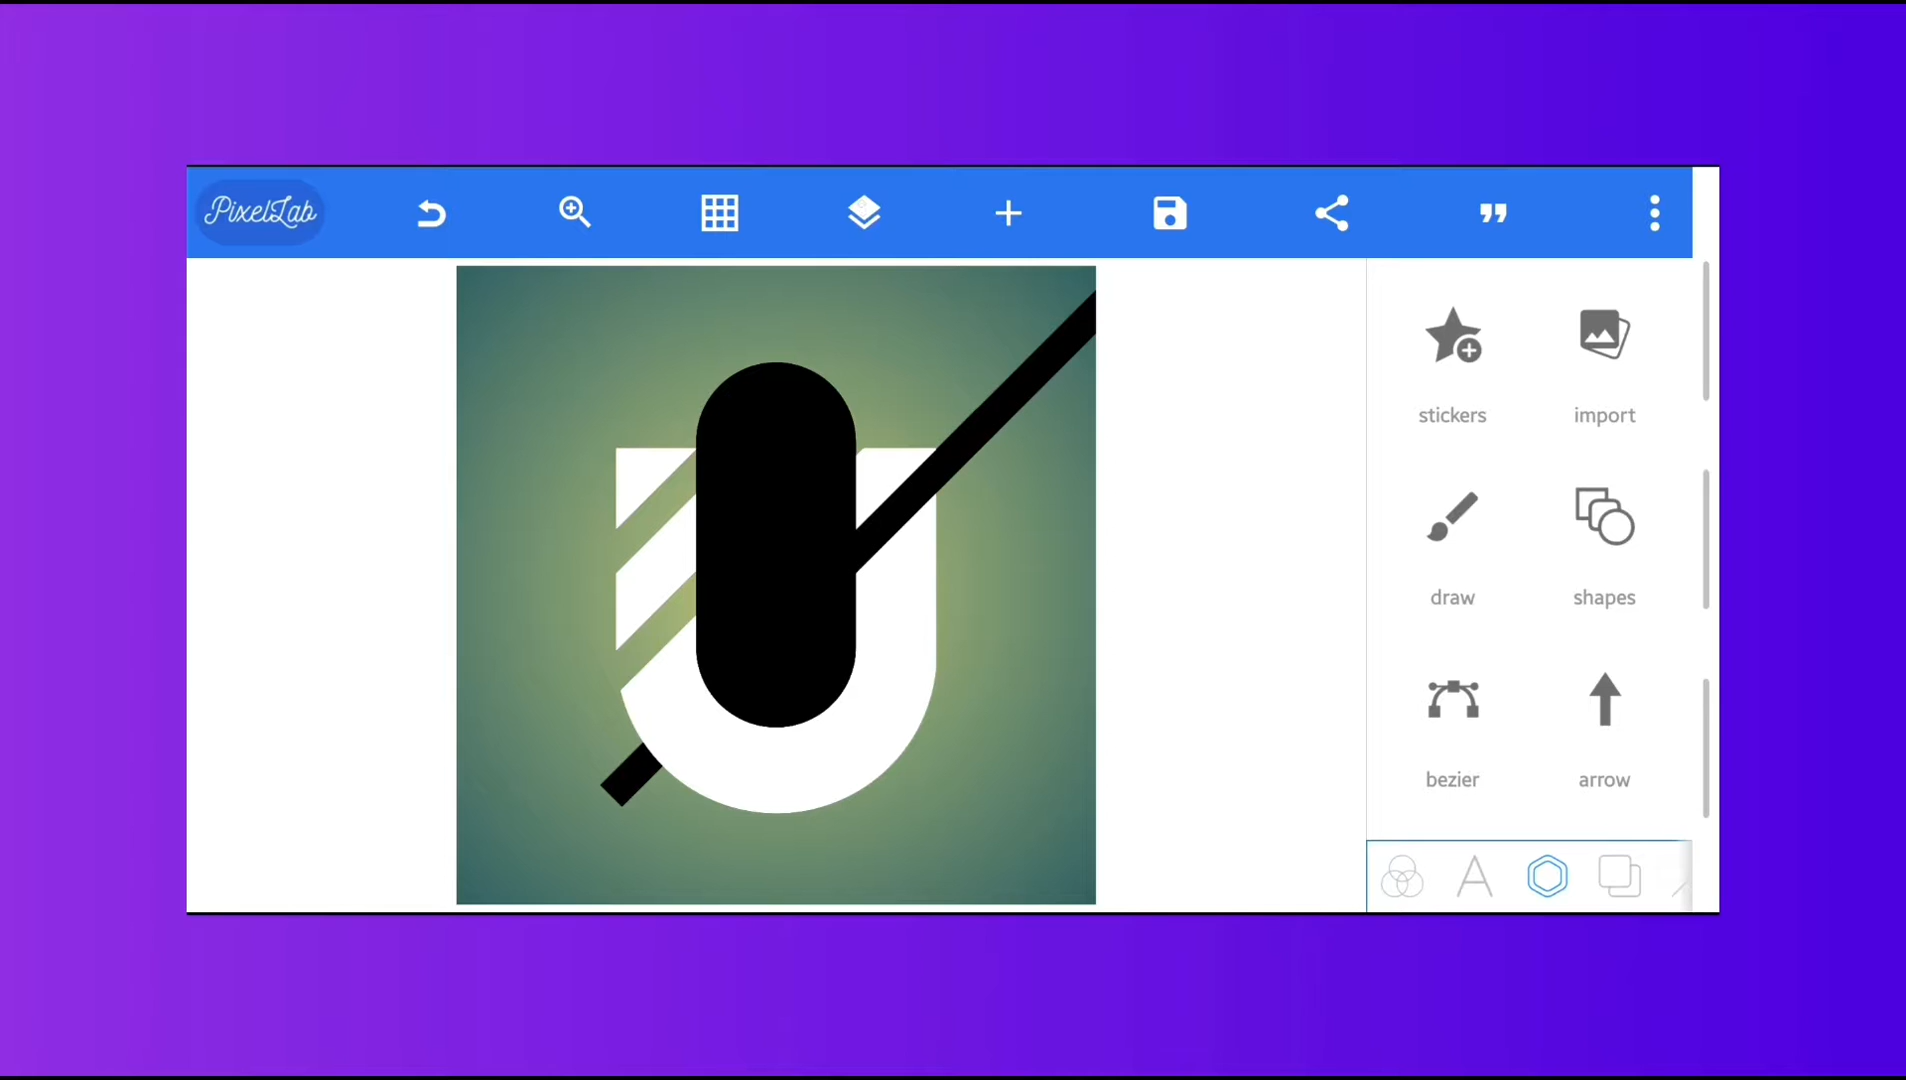 PixelLab
stickers
import
draw
shapes
bezier
arrow